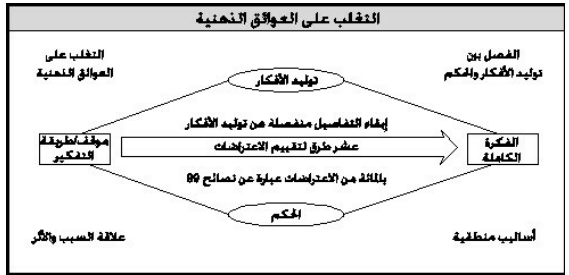 التغلب على العوائق الذهنية
الفصل بين
توليد الأفكار والحكم
التغلب على
العوائق الذهنية
توليد الأفكار
إبقاء التفاصيل منفصلة عن توليد الأفكار
الفكرة
الكاملة
عشر طرق لتقييم الاعتراضات
موقف/طريقة
التفكير
بالمائة من الاعتراضات عبارة عن نصائح 99
الحكم
أساليب منطقية
علاقة السبب والأثر